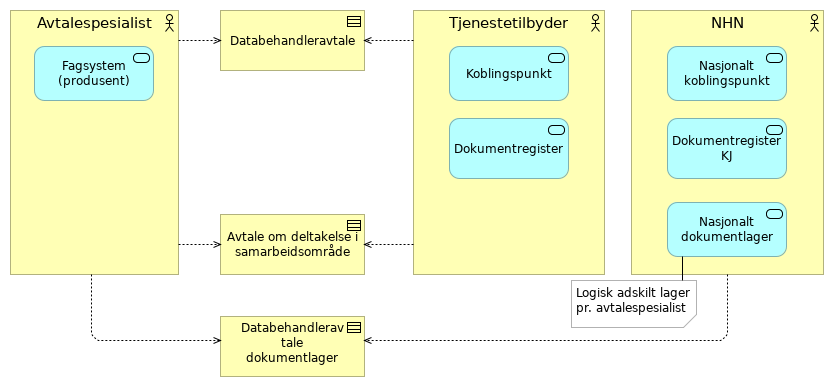 Avtalespesialist
Fagsystem
(produsent)
Databehandleravtale
Tjenestetilbyder
Koblingspunkt
Dokumentregister
NHN
Nasjonalt
koblingspunkt
Dokumentregister
KJ
Nasjonalt
dokumentlager
Avtale om deltakelse i
samarbeidsområde
Logisk adskilt lager
pr. avtalespesialist
Databehandlerav
tale
dokumentlager